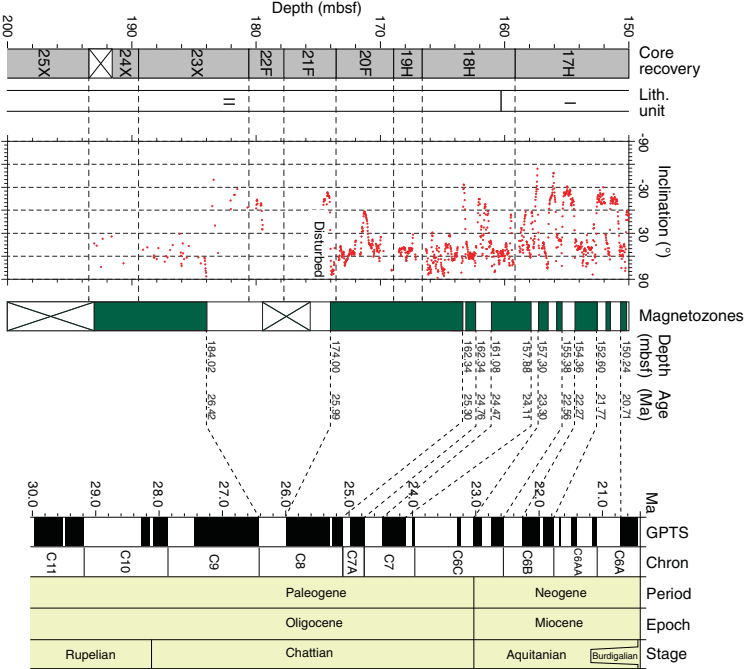 Depth (mbsf)
200 190 180 170 160 150
25X 24X 23X 22F 21F 20F 19H 18H 17H
Core recovery
II I
Lith. unit
Disturbed
-90 -30 30 90
Inclination (°)
Magnetozones
184.02 174.00 162.34 162.34 161.08 157.88 157.30 155.38 154.36 152.60 150.24
Depth (mbsf)
26.42 25.99 25.30 24.76 24.47 24.11 23.30 22.56 22.27 21.77 20.71
Age (Ma)
30.0 29.0 28.0 27.0 26.0 25.0 24.0 23.0 22.0 21.0
Ma
GPTS
C11 C10 C9 C8 C7A C7 C6C C6B C6AA C6A
Chron
Paleogene Neogene
Period
Oligocene Miocene
Epoch
Rupelian Chattian Aquitanian Burdigalian
Stage